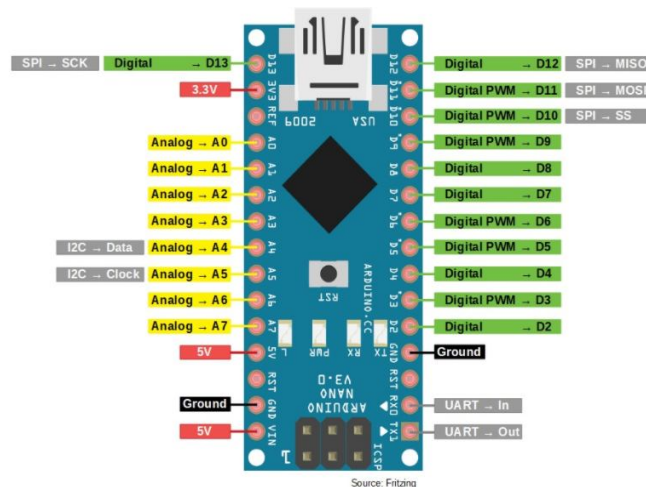 SPI → SCK Digital → D13
3.3V
Analog → A0
Analog → A1
Analog → A2
Analog → A3
I2C → Data Analog → A4
I2C → Clock Analog → A5
Analog → A6
Analog → A7
5V
Ground
5V
D13
3V3
REF
A0
A1
A2
A3
A4
A5
A6
A7
5V
RST
GND
VIN
2009 USA
RST
ARDUINO.CC
L PWR RX TX
ARDUINO
NANO
V3.0
1
ICSP
D12
D11
D10
D9
D8
D7
D6
D5
D4
D3
D2
GND
RST
RX0
TX1
Digital → D12 SPI → MISO
Digital PWM → D11 SPI → MOSI
Digital PWM → D10 SPI → SS
Digital PWM → D9
Digital → D8
Digital → D7
Digital PWM → D6
Digital PWM → D5
Digital → D4
Digital PWM → D3
Digital → D2
Ground
UART → In
UART → Out
Source: Fritzing